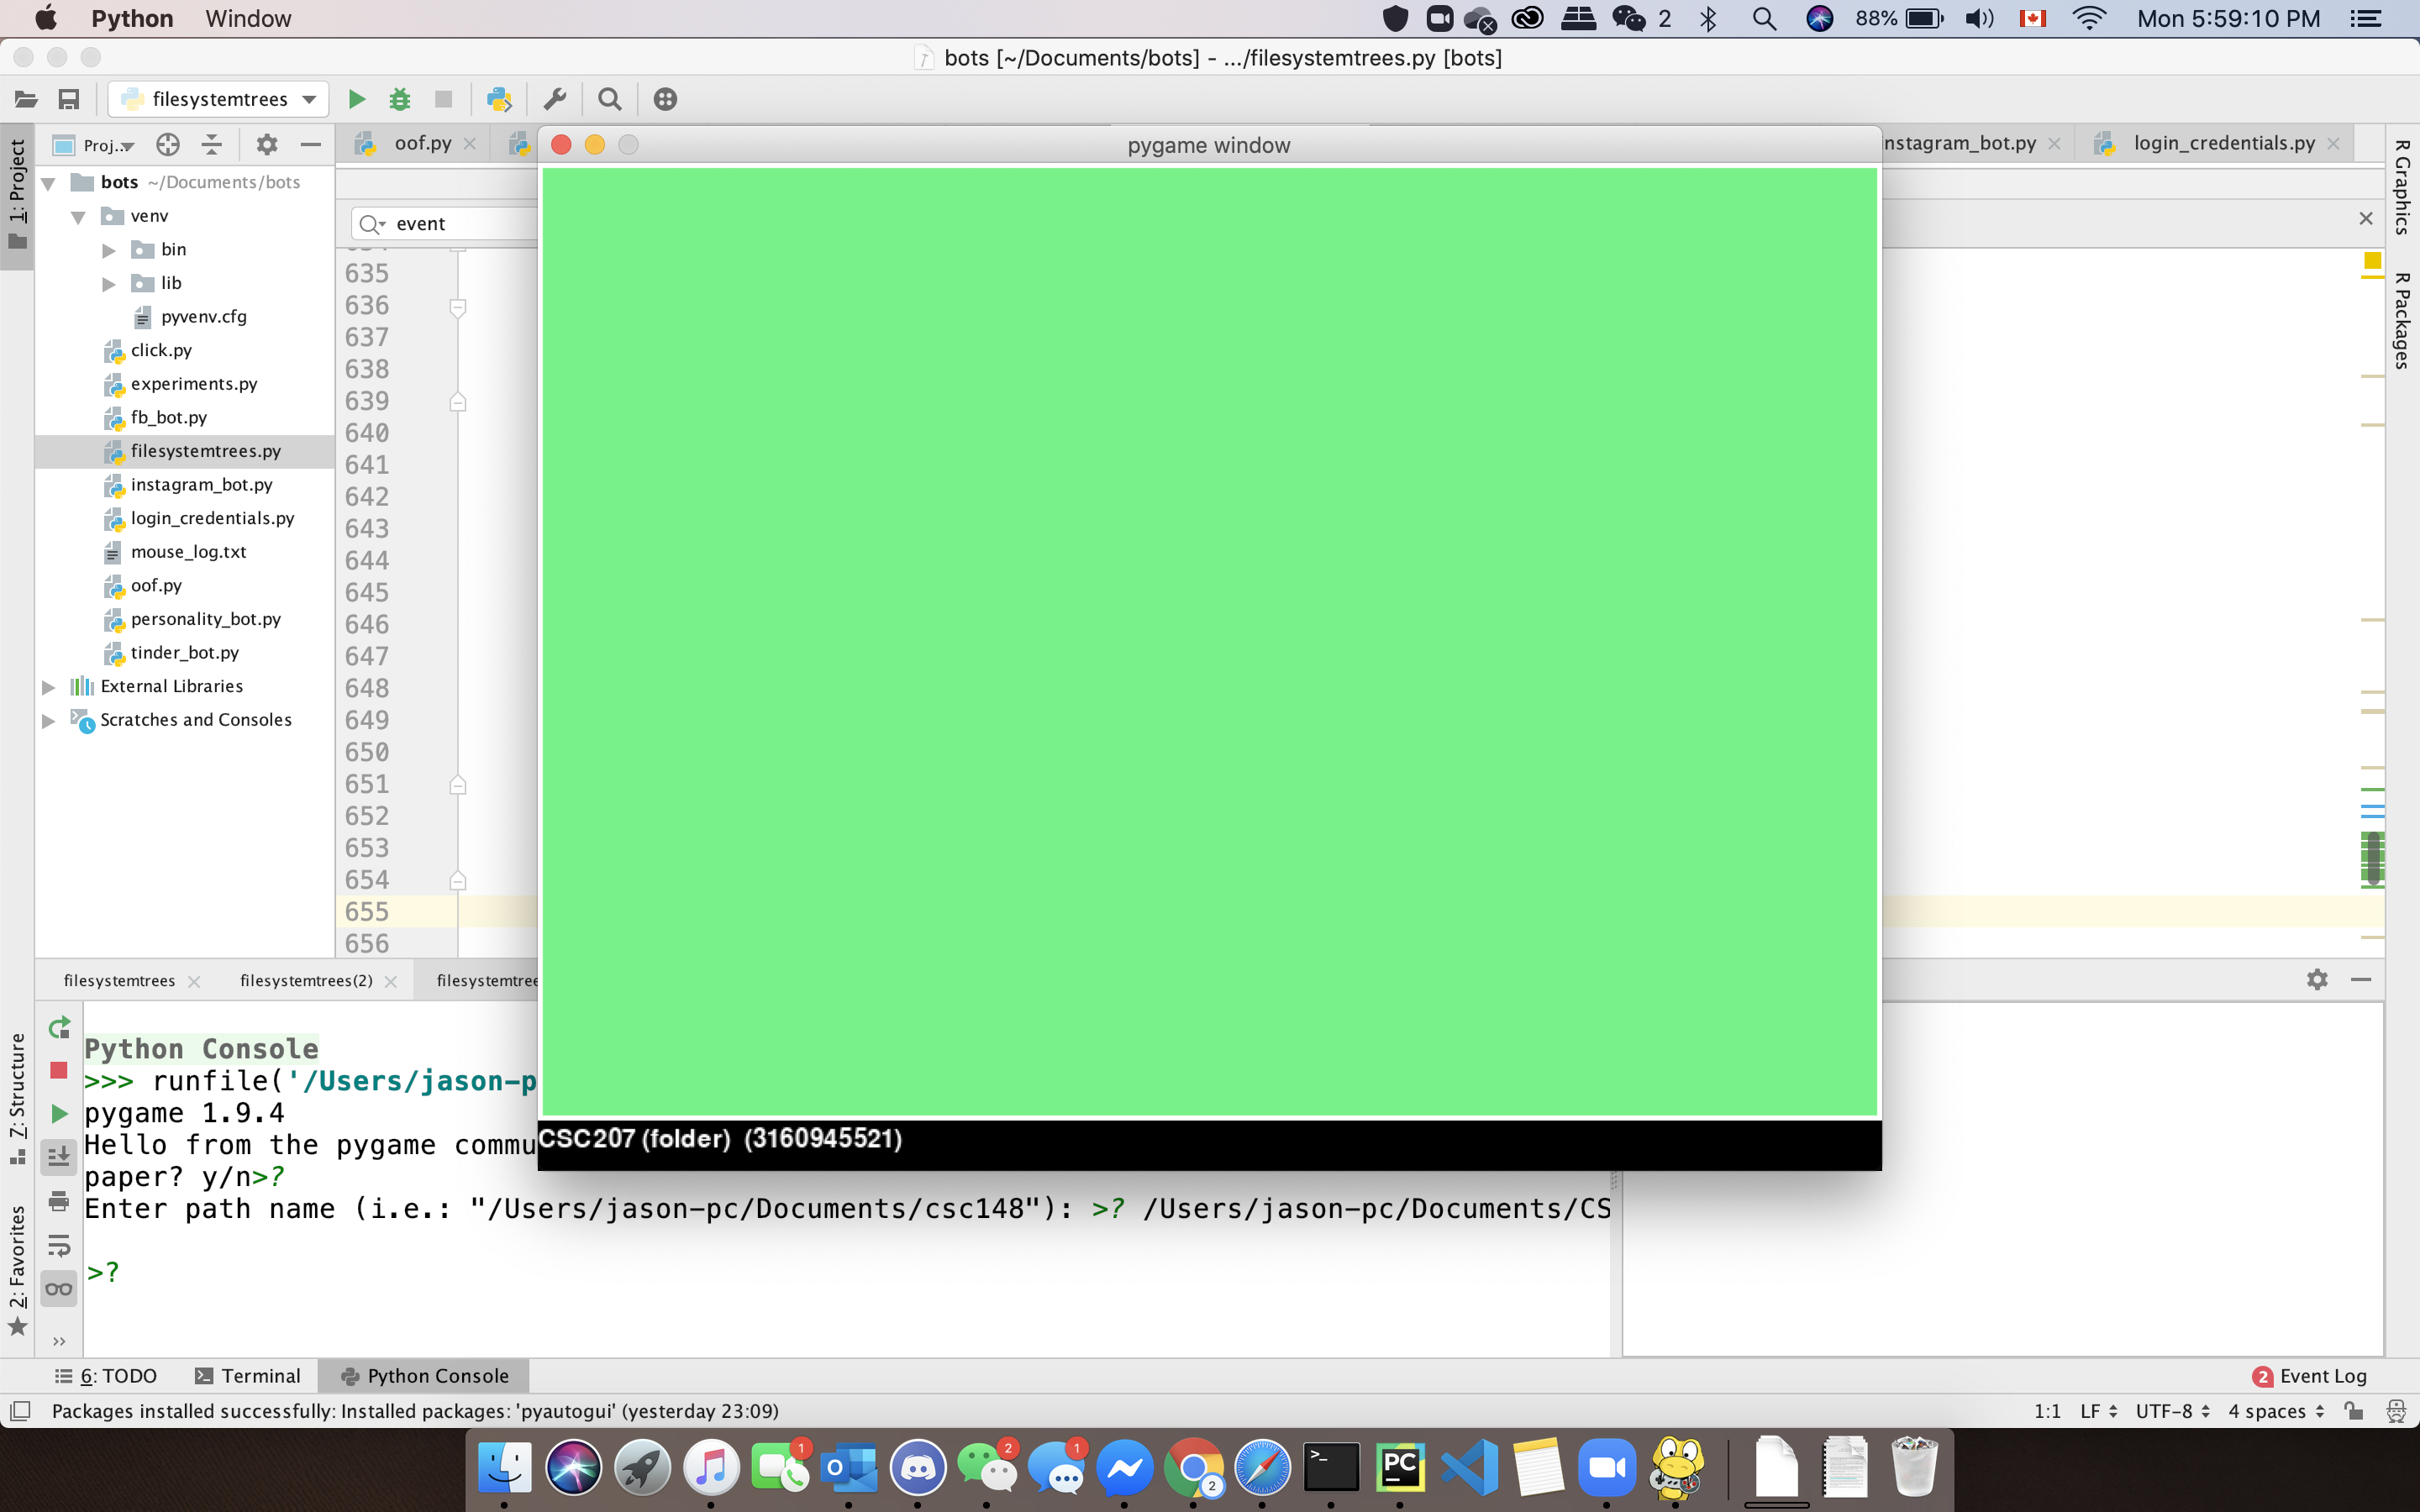 Python Window 2 88% Mon 5:59:10 PM
bots [~/Documents/bots] - .../filesystemtrees.py [bots]
filesystemtrees
1: Project
Proj..
oof.py
pygame window
nstagram_bot.py
login_credentials.py
R Graphics
R Packages
bots ~/Documents/bots
venv
bin
lib
pyvenv.cfg
click.py
experiments.py
fb_bot.py
filesystemtrees.py
instagram_bot.py
login_credentials.py
mouse_log.txt
oof.py
personality_bot.py
tinder_bot.py
External Libraries
Scratches and Consoles
event
635
636
637
638
639
640
641
642
643
644
645
646
647
648
649
650
651
652
653
654
655
656
CSC207 (folder) (3160945521)
filesystemtrees filesystemtrees(2) filesystemtree
Z: Structure
2: Favorites
Python Console
>>> runfile('/Users/jason-p
pygame 1.9.4
Hello from the pygame commu
paper? y/n>?
Enter path name (i.e.: "/Users/jason-pc/Documents/csc148"): >? /Users/jason-pc/Documents/CS
>?
6: TODO Terminal Python Console 2 Event Log
Packages installed successfully: Installed packages: 'pyautogui' (yesterday 23:09) 1:1 LF UTF-8 4 spaces
1 2 1 2
PC